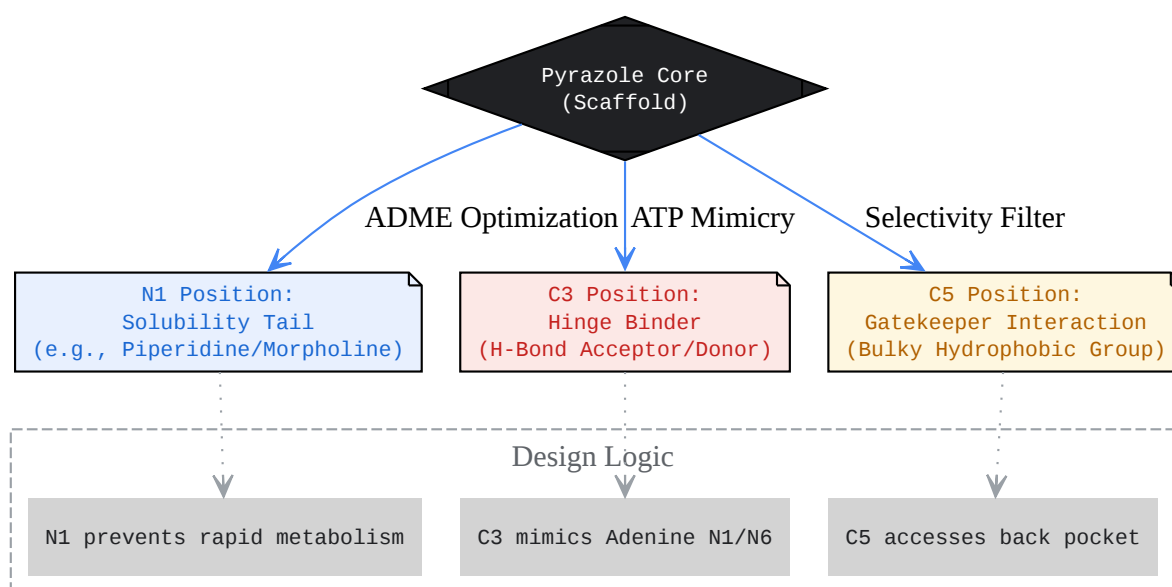 Pyrazole Core
(Scaffold)
ADME Optimization
ATP Mimicry
Selectivity Filter
N1 Position:
Solubility Tail
(e.g., Piperidine/Morpholine)
C3 Position:
Hinge Binder
(H-Bond Acceptor/Donor)
C5 Position:
Gatekeeper Interaction
(Bulky Hydrophobic Group)
Design Logic
N1 prevents rapid metabolism
C3 mimics Adenine N1/N6
C5 accesses back pocket